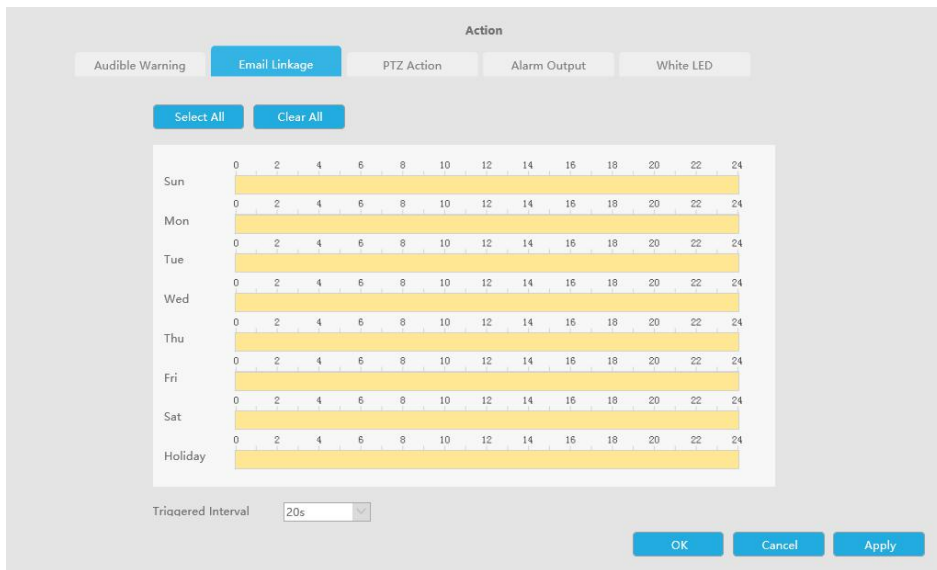 Action
Audible Warning Email Linkage PTZ Action Alarm Output White LED
Select All Clear All
0 2 4 6 8 10 12 14 16 18 20 22 24
Sun
0 2 4 6 8 10 12 14 16 18 20 22 24
Mon
0 2 4 6 8 10 12 14 16 18 20 22 24
Tue
0 2 4 6 8 10 12 14 16 18 20 22 24
Wed
0 2 4 6 8 10 12 14 16 18 20 22 24
Thu
0 2 4 6 8 10 12 14 16 18 20 22 24
Fri
0 2 4 6 8 10 12 14 16 18 20 22 24
Sat
0 2 4 6 8 10 12 14 16 18 20 22 24
Holiday
Triggered Interval 20s
OK Cancel Apply